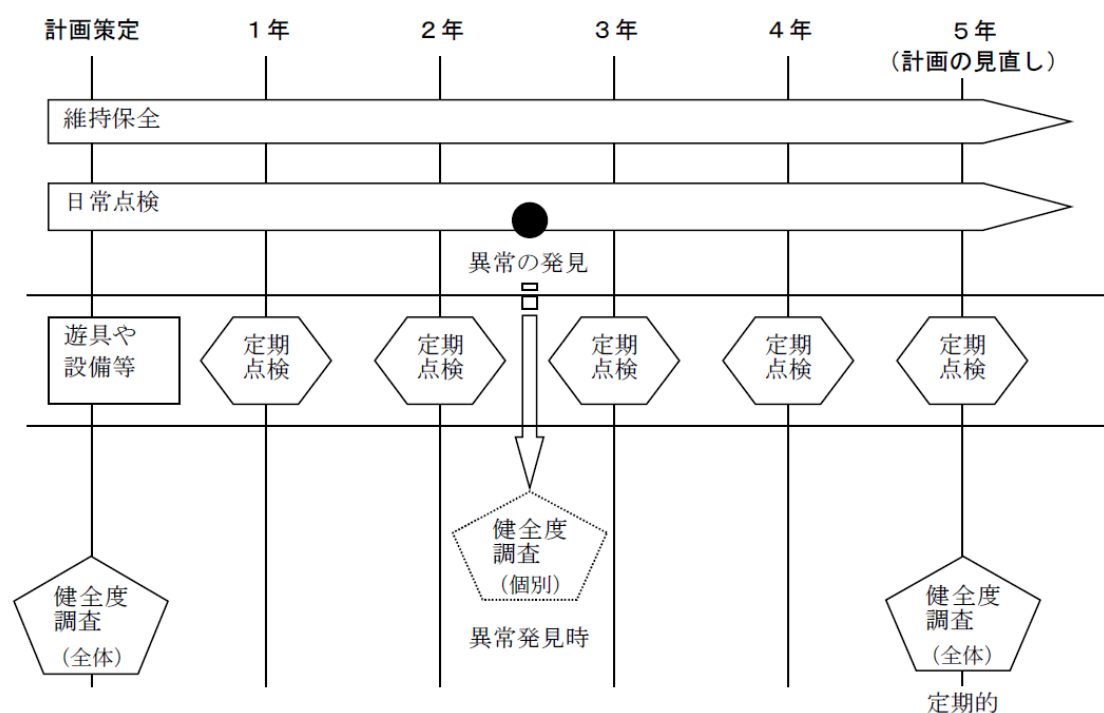 計画策定
１年
２年
３年
４年
５年
（計画の見直し）
維持保全
日常点検
異常の発見
遊具や
設備等
定期
点検
定期
点検
定期
点検
定期
点検
定期
点検
健全度
調査
（個別）
異常発見時
健全度
調査
（全体）
健全度
調査
（全体）
定期的